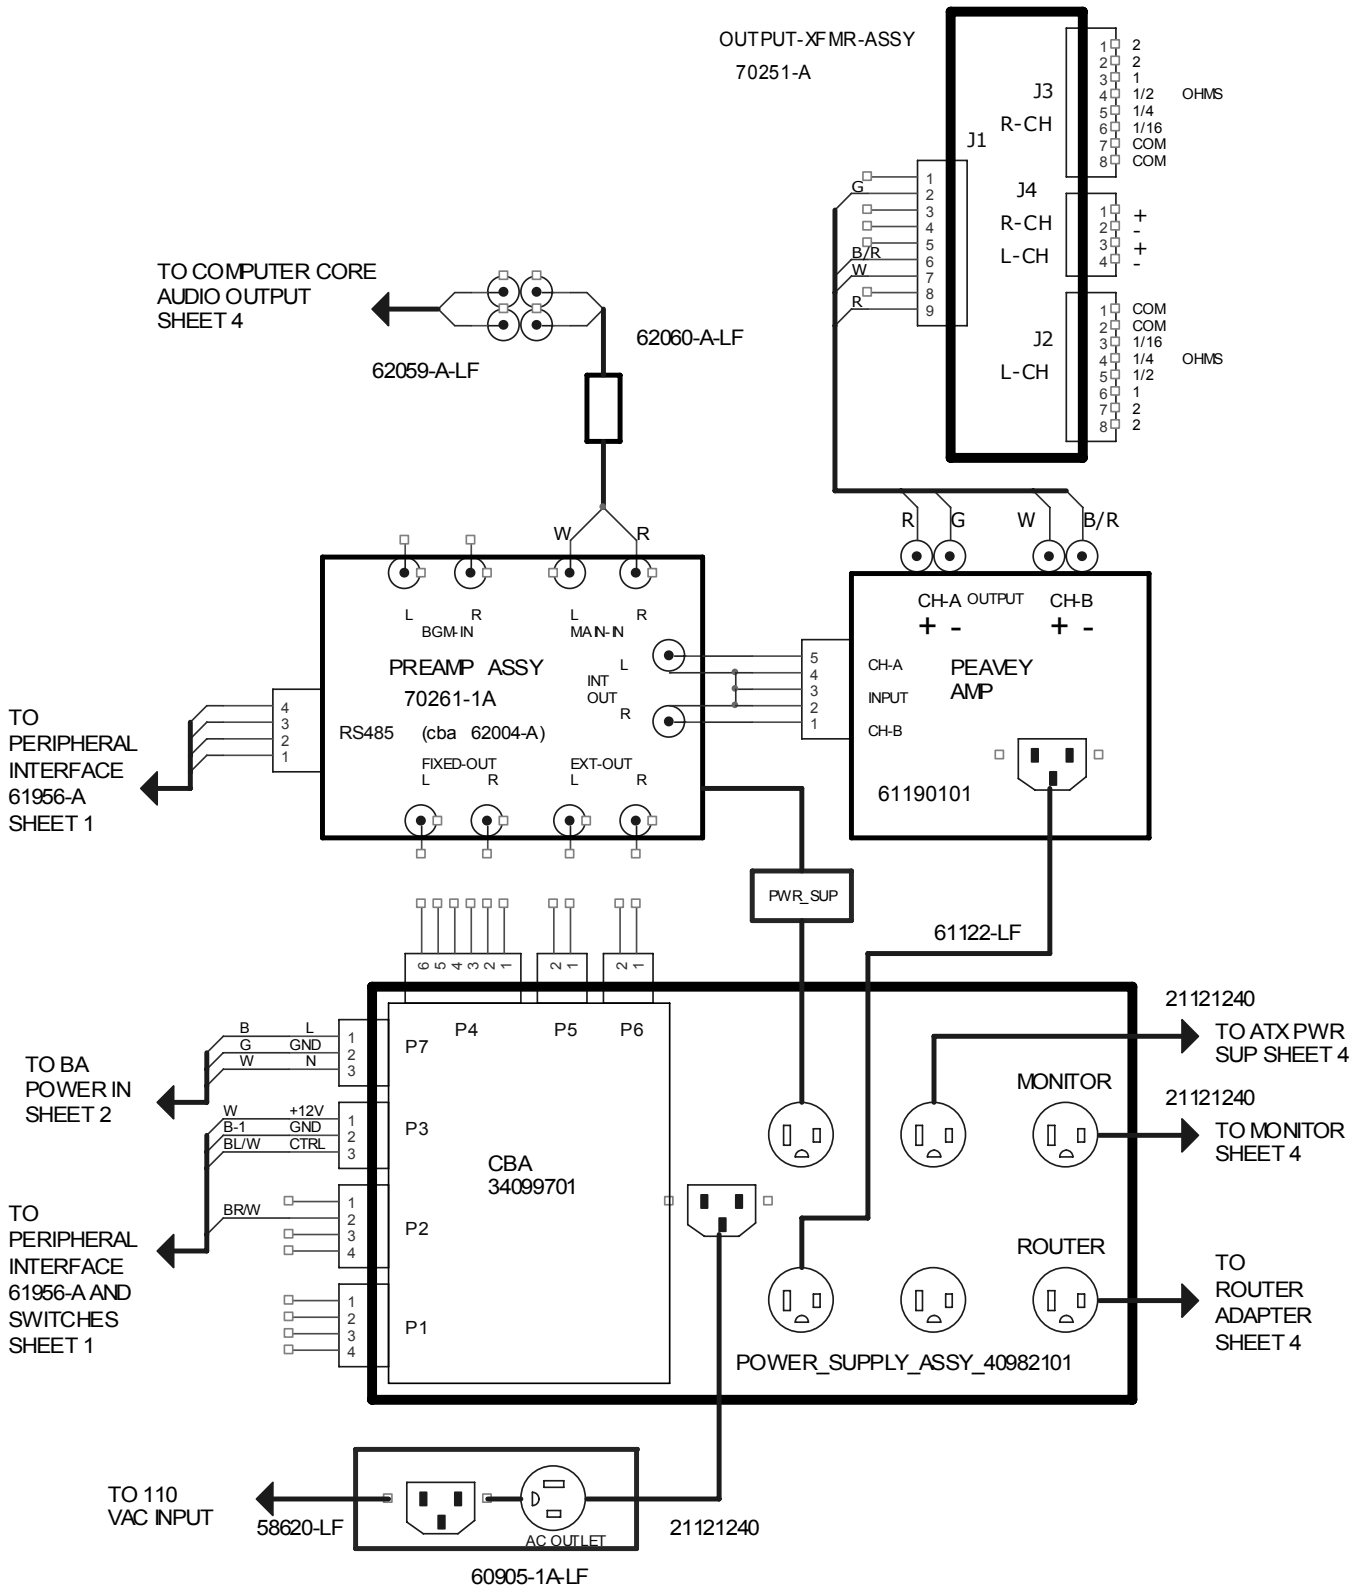 OUTPUT-XFMR-ASSY
70251-A
J3
R-CH
J1
J4
R-CH
L-CH
J2
L-CH
1 2
2 2
3 1
4 1/2 OHMS
5 1/4
6 1/16
7 COM
8 COM
1 +
2 -
3 +
4 -
1 COM
2 COM
3 1/16
4 1/4 OHMS
5 1/2
6 1
7 2
8 2
1
G 2
3
4
5
B/R 6
W 7
8
R 9
TO COMPUTER CORE
AUDIO OUTPUT
SHEET 4
62059-A-LF
62060-A-LF
R G W B/R
W R
L R L R
BGM-IN MAIN-IN
PREAMP ASSY
70261-1A
(cba 62004-A)
RS485
L
INT
OUT
R
FIXED-OUT EXT-OUT
L R L R
4
3
2
1
TO
PERIPHERAL
INTERFACE
61956-A
SHEET 1
CH-A OUTPUT CH-B
+ - + -
5
4
3
2
1
CH-A
INPUT
CH-B
PEAVEY
AMP
61190101
PWR_SUP
61122-LF
6 5 4 3 2 1
2 1
2 1
P4 P5 P6
B L 1
G GND 2
W N 3
P7
TO BA
POWER IN
SHEET 2
W +12V 1
B-1 GND 2
BL/W CTRL 3
P3
1
BR/W 2
3
4
P2
1
2
3
4
P1
CBA
34099701
TO
PERIPHERAL
INTERFACE
61956-A AND
SWITCHES
SHEET 1
21121240
TO ATX PWR
SUP SHEET 4
MONITOR
21121240
TO MONITOR
SHEET 4
ROUTER
TO
ROUTER
ADAPTER
SHEET 4
POWER_SUPPLY_ASSY_40982101
TO 110
VAC INPUT
58620-LF
AC OUTLET
21121240
60905-1A-LF